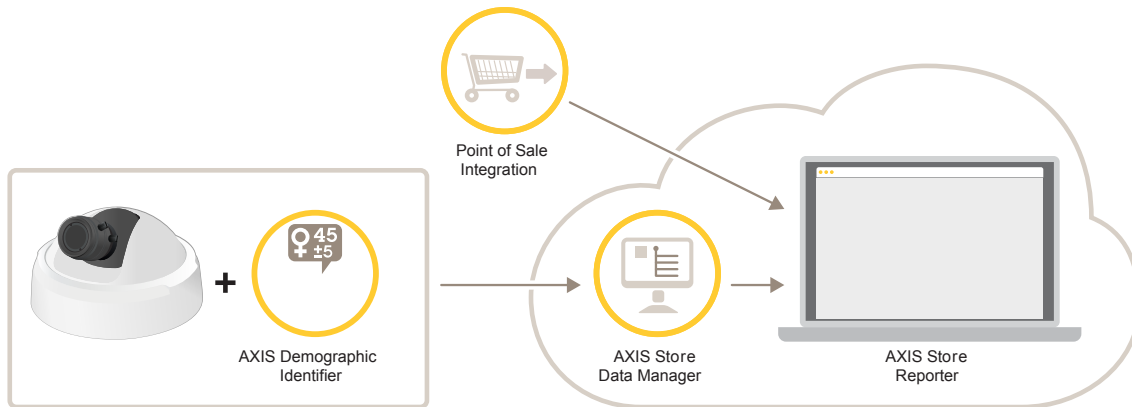 Point of Sale
Integration
♀ 45
±5
+
AXIS Demographic
Identifier
AXIS Store
Data Manager
AXIS Store
Reporter